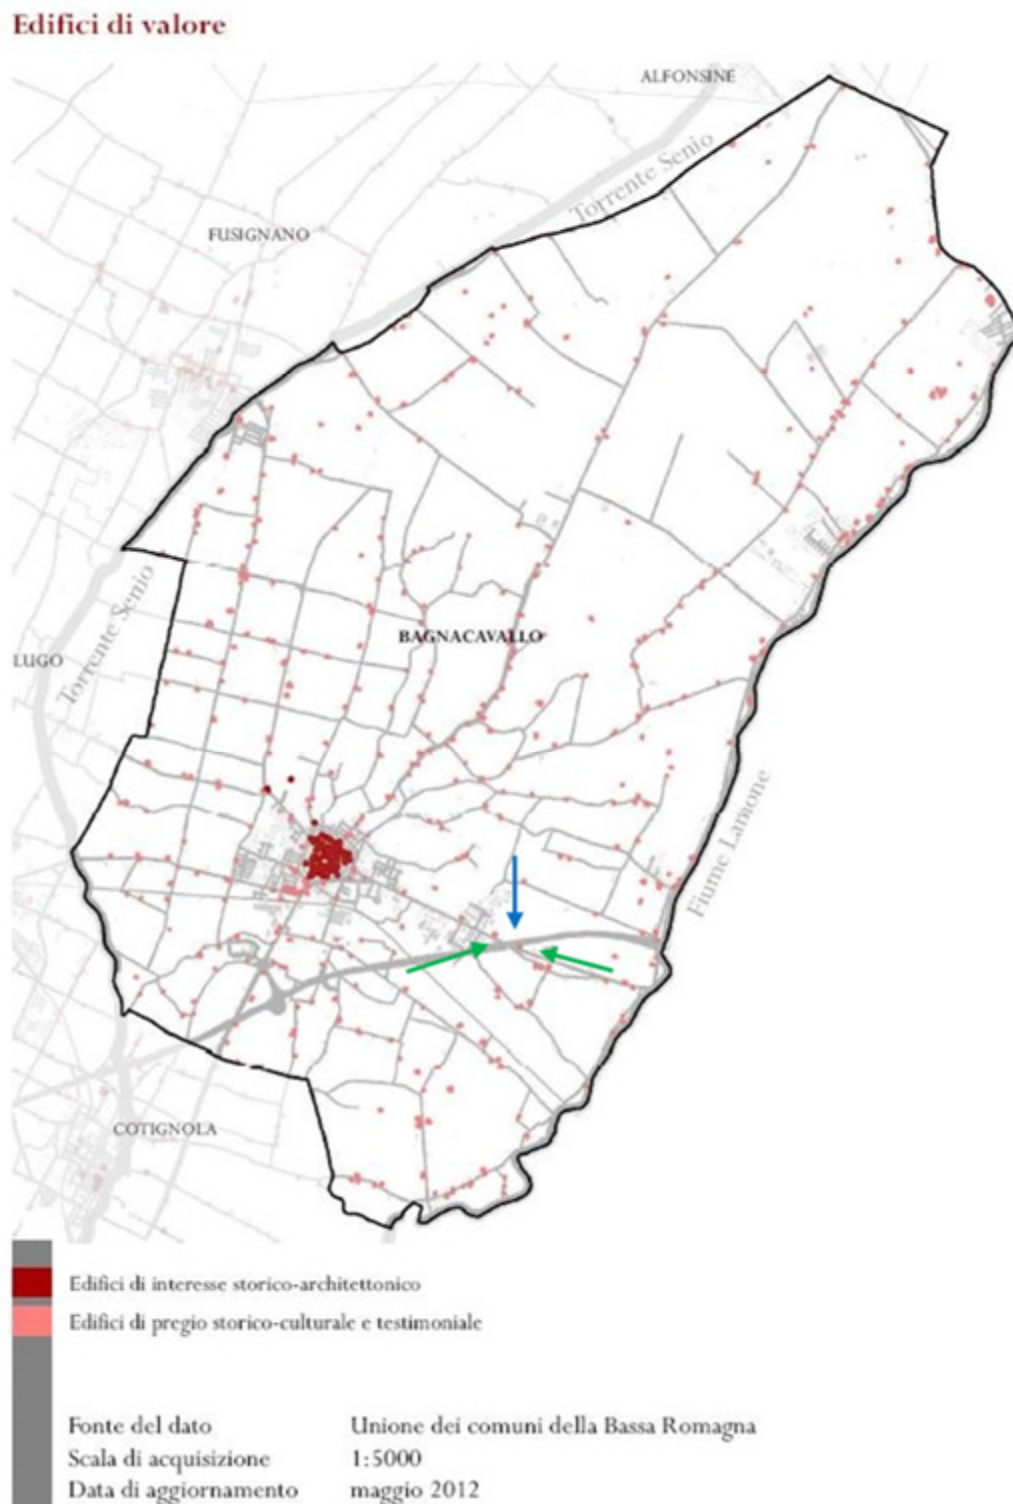 Edifici di valore
ALFONSINE
Torrente Senio
FUSIGNANO
BAGNACAVALLO
LUGO
Torrente Senio
Fiume Lamone
COTIGNOLA
Edifici di interesse storico-architettonico
Edifici di pregio storico-culturale e testimoniale
Fonte del dato Unione dei comuni della Bassa Romagna
Scala di acquisizione 1:5000
Data di aggiornamento maggio 2012